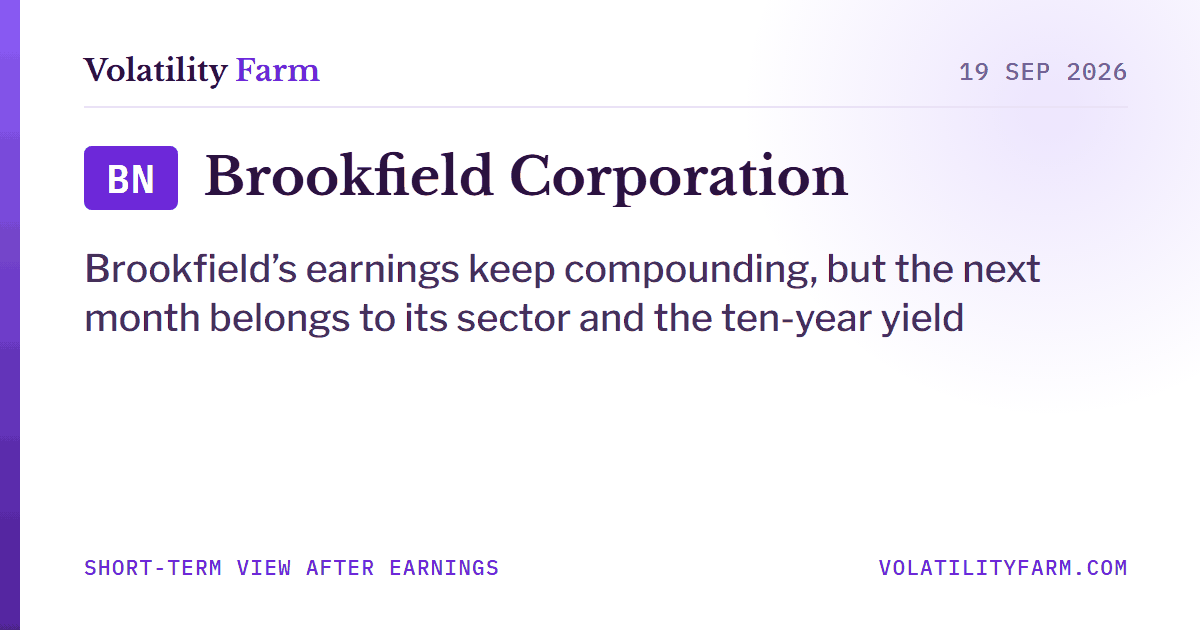 Volatility Farm
19 SEP 2026
BN Brookfield Corporation
Brookfield’s earnings keep compounding, but the next
month belongs to its sector and the ten-year yield
SHORT-TERM VIEW AFTER EARNINGS
VOLATILITYFARM.COM